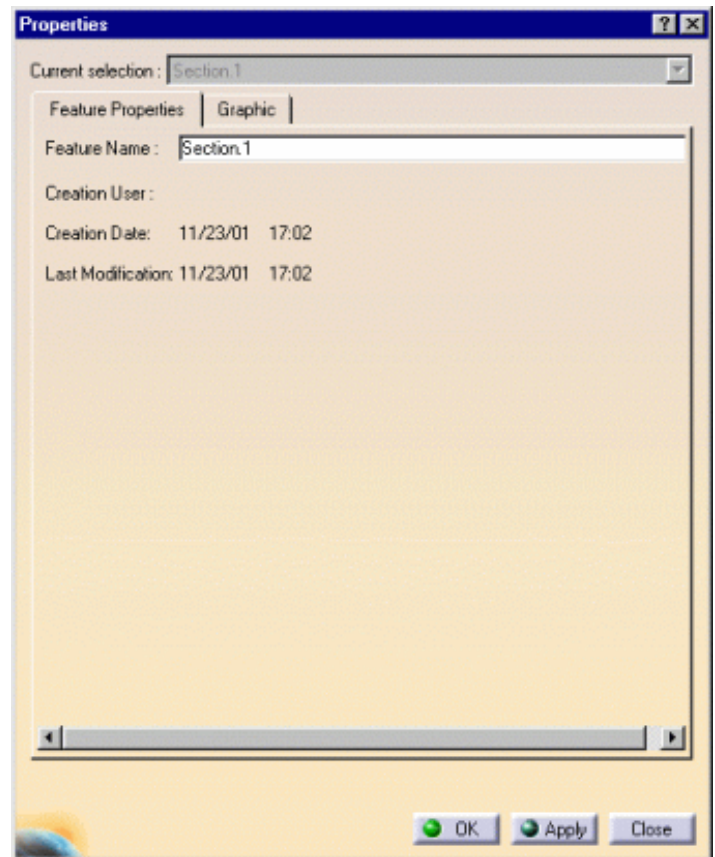 Properties
Current selection : Section.1
Feature Properties Graphic
Feature Name : Section.1
Creation User :
Creation Date: 11/23/01 17:02
Last Modification: 11/23/01 17:02
OK Apply Close